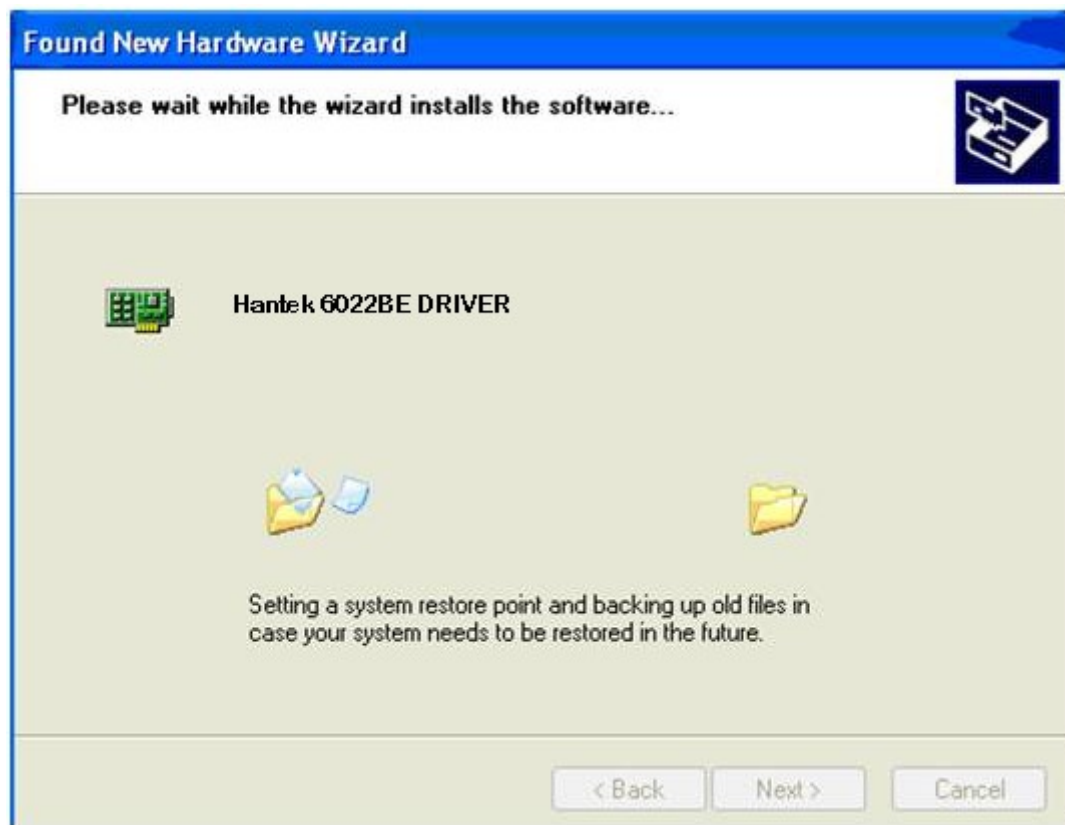 Found New Hardware Wizard
Please wait while the wizard installs the software...
Hantek 6022BE DRIVER
Setting a system restore point and backing up old files in
case your system needs to be restored in the future.
< Back Next > Cancel